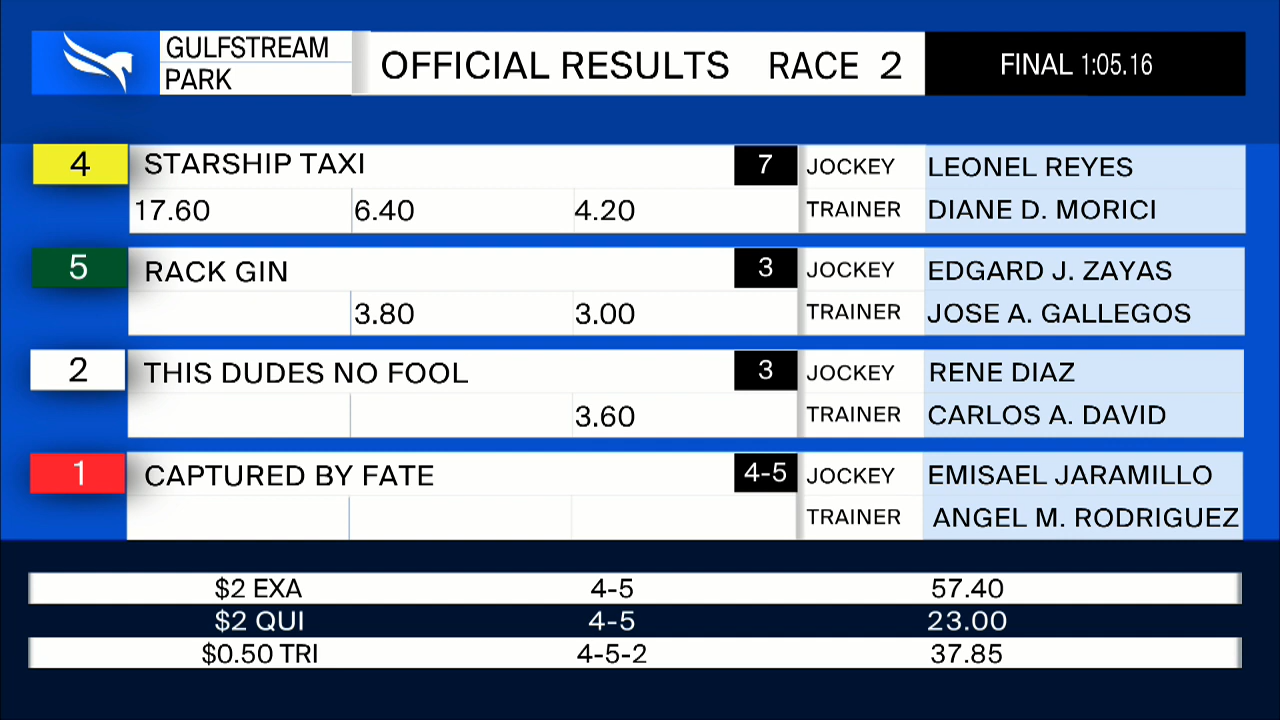 GULFSTREAM PARK OFFICIAL RESULTS RACE 2 FINAL 1:05.16
4 STARSHIP TAXI 7 JOCKEY LEONEL REYES
17.60 6.40 4.20 TRAINER DIANE D. MORICI
5 RACK GIN 3 JOCKEY EDGARD J. ZAYAS
3.80 3.00 TRAINER JOSE A. GALLEGOS
2 THIS DUDES NO FOOL 3 JOCKEY RENE DIAZ
3.60 TRAINER CARLOS A. DAVID
1 CAPTURED BY FATE 4-5 JOCKEY EMISAEL JARAMILLO
TRAINER ANGEL M. RODRIGUEZ
$2 EXA 4-5 57.40
$2 QUI 4-5 23.00
$0.50 TRI 4-5-2 37.85